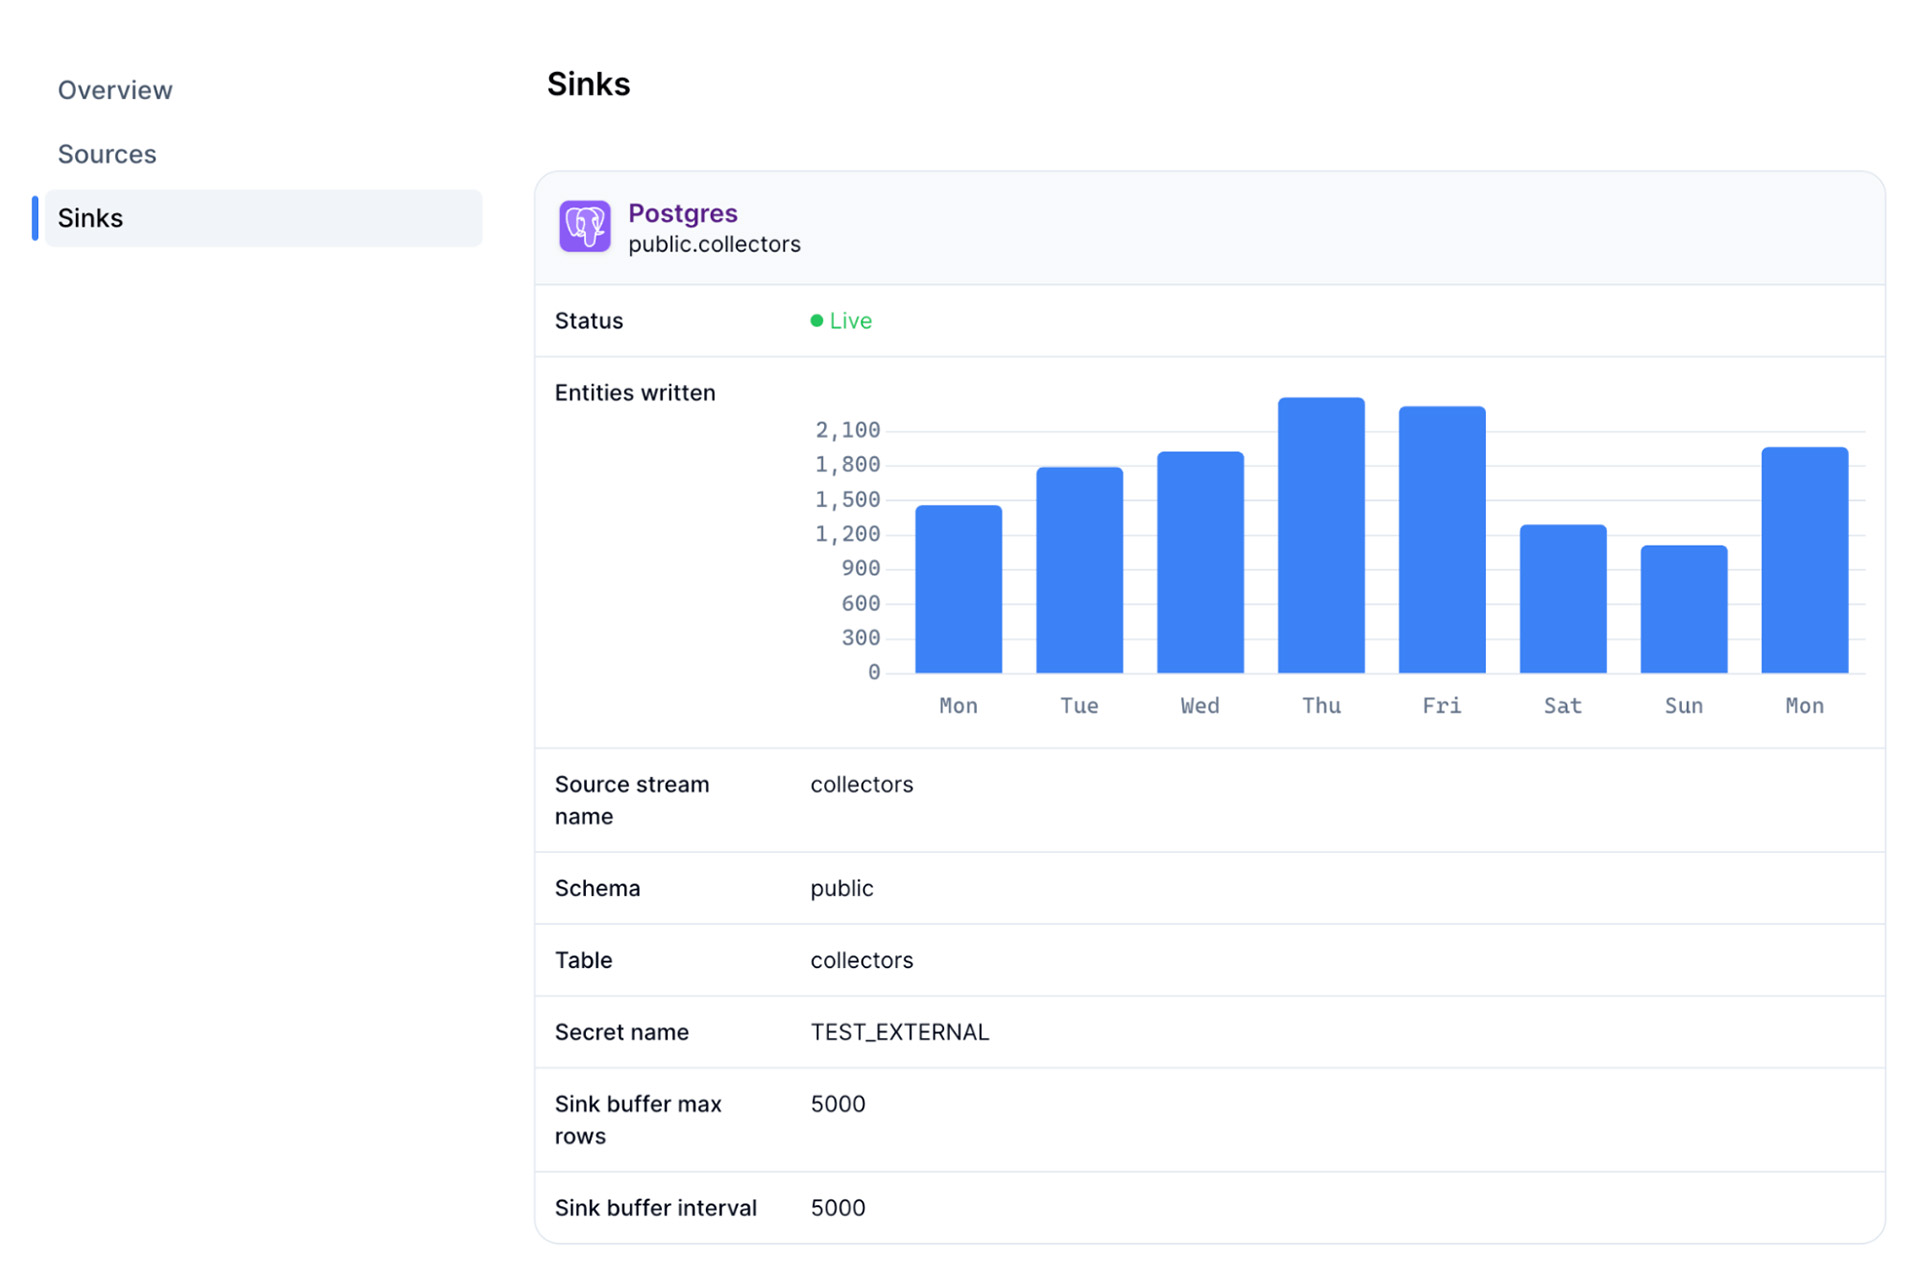 Overview
Sources
Sinks
Sinks
Postgres
public.collectors
Status
Live
Entities written
2,100
1,800
1,500
1,200
900
600
300
0
Mon Tue Wed Thu Fri Sat Sun Mon
Source stream
name
collectors
Schema
public
Table
collectors
Secret name
TEST_EXTERNAL
Sink buffer max
rows
5000
Sink buffer interval
5000